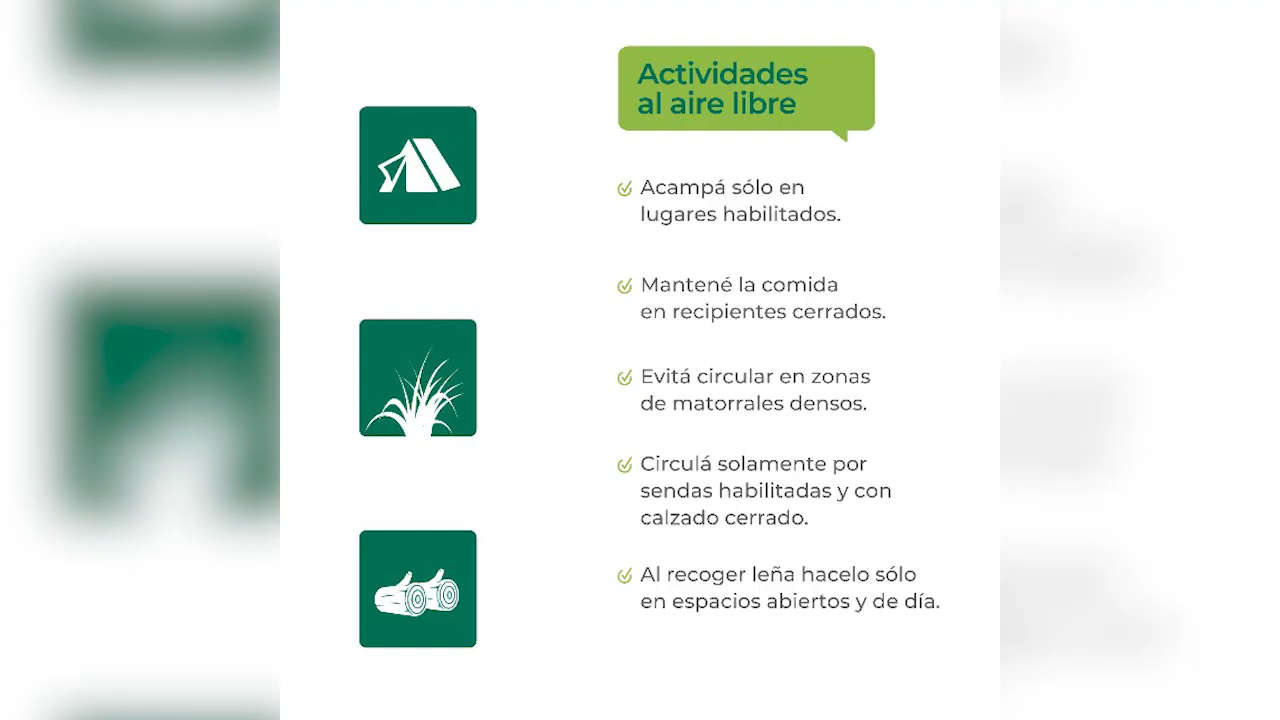 Actividades
al aire libre
Acampá sólo en
lugares habilitados.
Mantené la comida
en recipientes cerrados.
Evitá circular en zonas
de matorrales densos.
Circulá solamente por
sendas habilitadas y con
calzado cerrado.
Al recoger leña hacelo sólo
en espacios abiertos y de día.